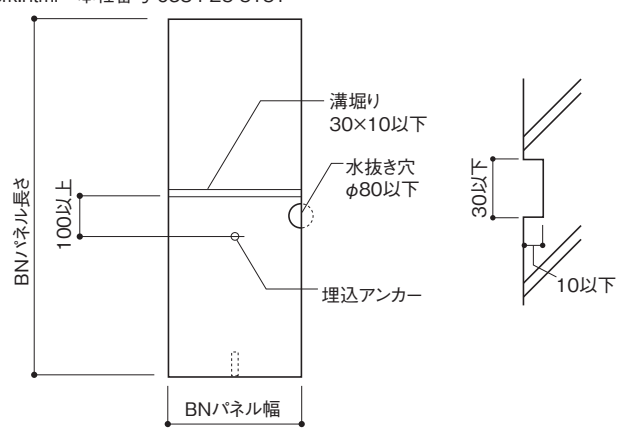 溝堀り
30×10以下
水抜き穴
φ80以下
BNパネル長さ
100以上
埋込アンカー
BNパネル幅
30以下
10以下